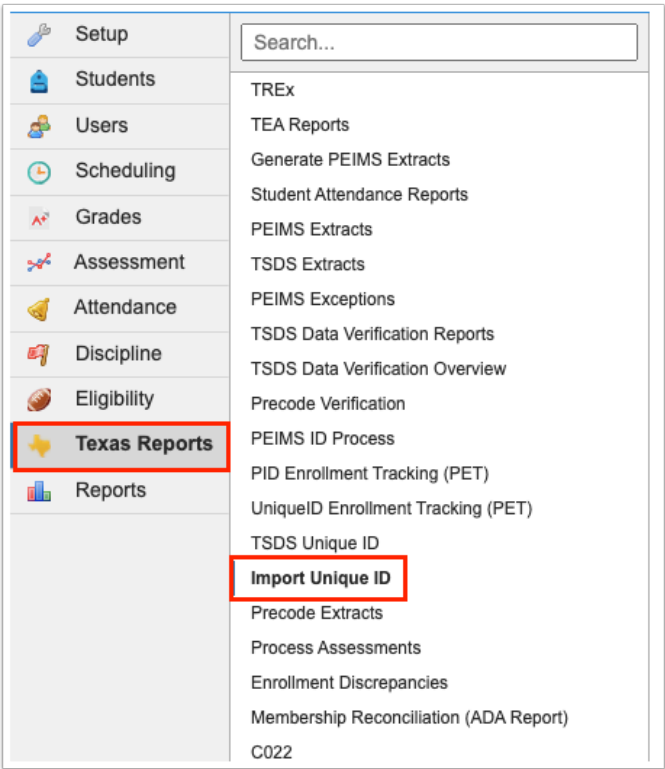 Setup
Students
Users
Scheduling
Grades
Assessment
Attendance
Discipline
Eligibility
Texas Reports
Reports
Search...
TREx
TEA Reports
Generate PEIMS Extracts
Student Attendance Reports
PEIMS Extracts
TSDS Extracts
PEIMS Exceptions
TSDS Data Verification Reports
TSDS Data Verification Overview
Precode Verification
PEIMS ID Process
PID Enrollment Tracking (PET)
UniqueID Enrollment Tracking (PET)
TSDS Unique ID
Import Unique ID
Precode Extracts
Process Assessments
Enrollment Discrepancies
Membership Reconciliation (ADA Report)
C022